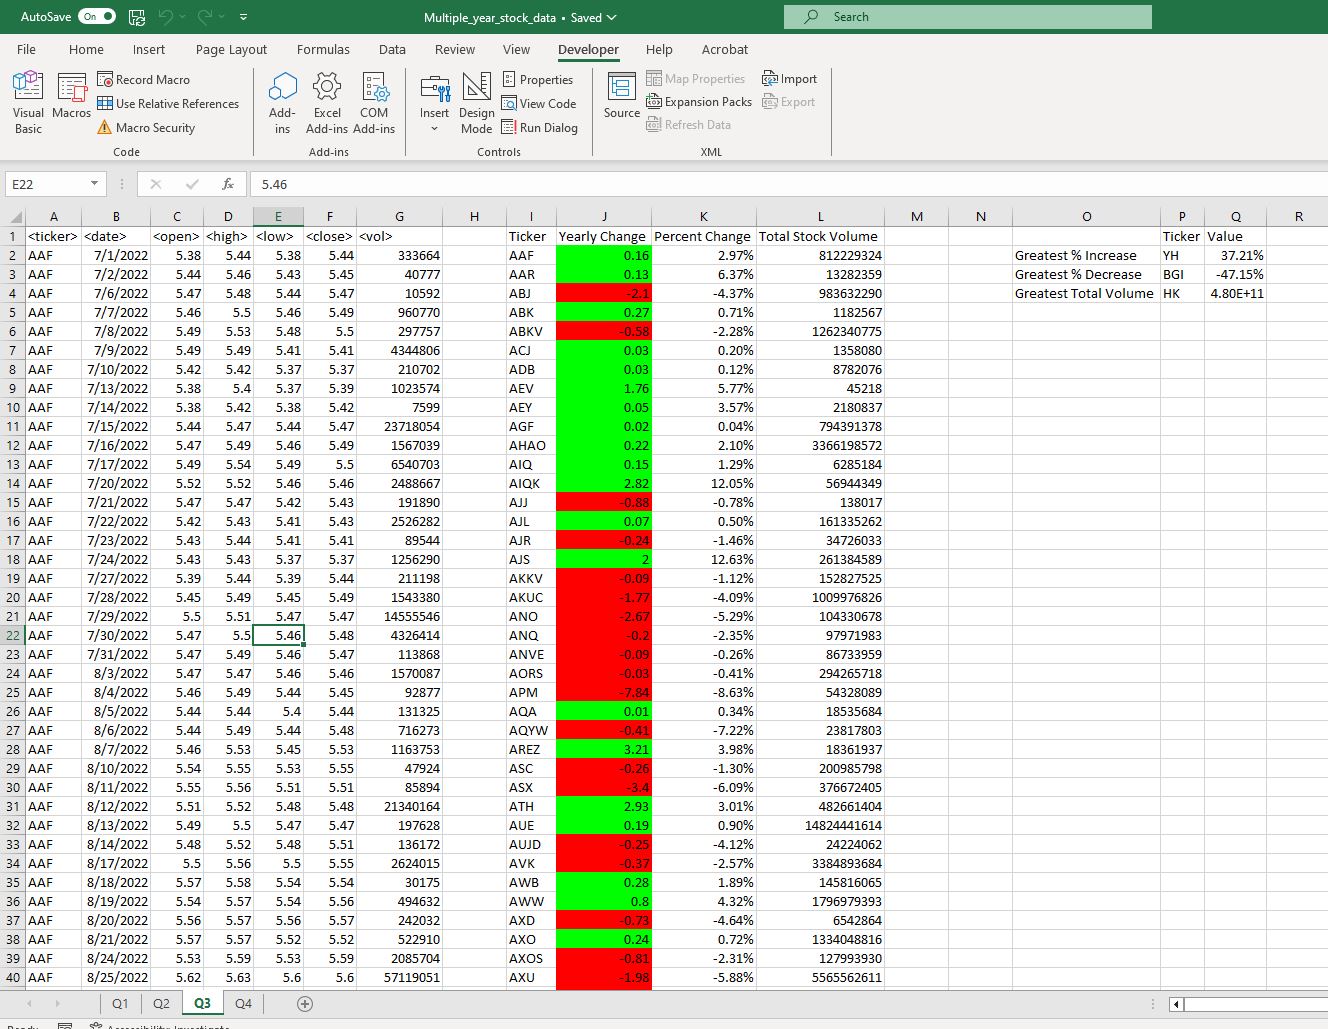 AutoSave On Multiple_year_stock_data • Saved Search
File Home Insert Page Layout Formulas Data Review View Developer Help Acrobat
Visual Basic
Macros
Record Macro
Use Relative References
Macro Security
Code
Add-ins
Excel Add-ins
COM Add-ins
Add-ins
Insert
Design Mode
Properties
View Code
Run Dialog
Controls
Source
Map Properties
Expansion Packs
Refresh Data
Import
Export
XML
E22 fx 5.46
A B C D E F G H I J K L M N O P Q R
1 <ticker> <date> <open> <high> <low> <close> <vol> Ticker Yearly Change Percent Change Total Stock Volume Ticker Value
2 AAF 7/1/2022 5.38 5.44 5.38 5.44 333664 AAF 0.16 2.97% 812229324 Greatest % Increase YH 37.21%
3 AAF 7/2/2022 5.44 5.46 5.43 5.45 40777 AAR 0.13 6.37% 13282359 Greatest % Decrease BGI -47.15%
4 AAF 7/6/2022 5.47 5.48 5.44 5.47 10592 ABJ -2.1 -4.37% 983632290 Greatest Total Volume HK 4.80E+11
5 AAF 7/7/2022 5.46 5.5 5.46 5.49 960770 ABK 0.27 0.71% 1182567
6 AAF 7/8/2022 5.49 5.53 5.48 5.5 297757 ABKV -0.58 -2.28% 1262340775
7 AAF 7/9/2022 5.49 5.49 5.41 5.41 4344806 ACJ 0.03 0.20% 1358080
8 AAF 7/10/2022 5.42 5.42 5.37 5.37 210702 ADB 0.03 0.12% 8782076
9 AAF 7/13/2022 5.38 5.4 5.37 5.39 1023574 AEV 1.76 5.77% 45218
10 AAF 7/14/2022 5.38 5.42 5.38 5.42 7599 AEY 0.05 3.57% 2180837
11 AAF 7/15/2022 5.44 5.47 5.44 5.47 23718054 AGF 0.02 0.04% 794391378
12 AAF 7/16/2022 5.47 5.49 5.46 5.49 1567039 AHAO 0.22 2.10% 3366198572
13 AAF 7/17/2022 5.49 5.54 5.49 5.5 6540703 AIQ 0.15 1.29% 6285184
14 AAF 7/20/2022 5.52 5.52 5.46 5.46 2488667 AIQK 2.82 12.05% 56944349
15 AAF 7/21/2022 5.47 5.47 5.42 5.43 191890 AJJ -0.88 -0.78% 138017
16 AAF 7/22/2022 5.42 5.43 5.41 5.43 2526282 AJL 0.07 0.50% 161335262
17 AAF 7/23/2022 5.43 5.44 5.41 5.41 89544 AJR -0.24 -1.46% 34726033
18 AAF 7/24/2022 5.43 5.43 5.37 5.37 1256290 AJS 2 12.63% 261384589
19 AAF 7/27/2022 5.39 5.44 5.39 5.44 211198 AKKV -0.09 -1.12% 152827525
20 AAF 7/28/2022 5.45 5.49 5.45 5.49 1543380 AKUC -1.77 -4.09% 1009976826
21 AAF 7/29/2022 5.5 5.51 5.47 5.47 14555546 ANO -2.67 -5.29% 104330678
22 AAF 7/30/2022 5.47 5.5 5.46 5.48 4326414 ANQ -0.2 -2.35% 97971983
23 AAF 7/31/2022 5.47 5.49 5.46 5.47 113868 ANVE -0.09 -0.26% 86733959
24 AAF 8/3/2022 5.47 5.47 5.46 5.46 1570087 AORS -0.03 -0.41% 294265718
25 AAF 8/4/2022 5.46 5.49 5.44 5.45 92877 APM -7.84 -8.63% 54328089
26 AAF 8/5/2022 5.44 5.44 5.4 5.44 131325 AQA 0.01 0.34% 18535684
27 AAF 8/6/2022 5.44 5.49 5.44 5.48 716273 AQYW -0.41 -7.22% 23817803
28 AAF 8/7/2022 5.46 5.53 5.45 5.53 1163753 AREZ 3.21 3.98% 18361937
29 AAF 8/10/2022 5.54 5.55 5.53 5.55 47924 ASC -0.26 -1.30% 200985798
30 AAF 8/11/2022 5.55 5.56 5.51 5.51 85894 ASX -3.4 -6.09% 376672405
31 AAF 8/12/2022 5.51 5.52 5.48 5.48 21340164 ATH 2.93 3.01% 482661404
32 AAF 8/13/2022 5.49 5.5 5.47 5.47 197628 AUE 0.19 0.90% 14824441614
33 AAF 8/14/2022 5.48 5.52 5.48 5.51 136172 AUJD -0.25 -4.12% 24224062
34 AAF 8/17/2022 5.5 5.56 5.5 5.55 2624015 AVK -0.37 -2.57% 3384893684
35 AAF 8/18/2022 5.57 5.58 5.54 5.54 30175 AWB 0.28 1.89% 145816065
36 AAF 8/19/2022 5.54 5.57 5.54 5.56 494632 AWW 0.8 4.32% 1796979393
37 AAF 8/20/2022 5.56 5.57 5.56 5.57 242032 AXD -0.73 -4.64% 6542864
38 AAF 8/21/2022 5.57 5.57 5.52 5.52 522910 AXO 0.24 0.72% 1334048816
39 AAF 8/24/2022 5.53 5.59 5.53 5.59 2085704 AXOS -0.81 -2.31% 127993930
40 AAF 8/25/2022 5.62 5.63 5.6 5.6 57119051 AXU -1.98 -5.88% 5565562611
Q1 Q2 Q3 Q4